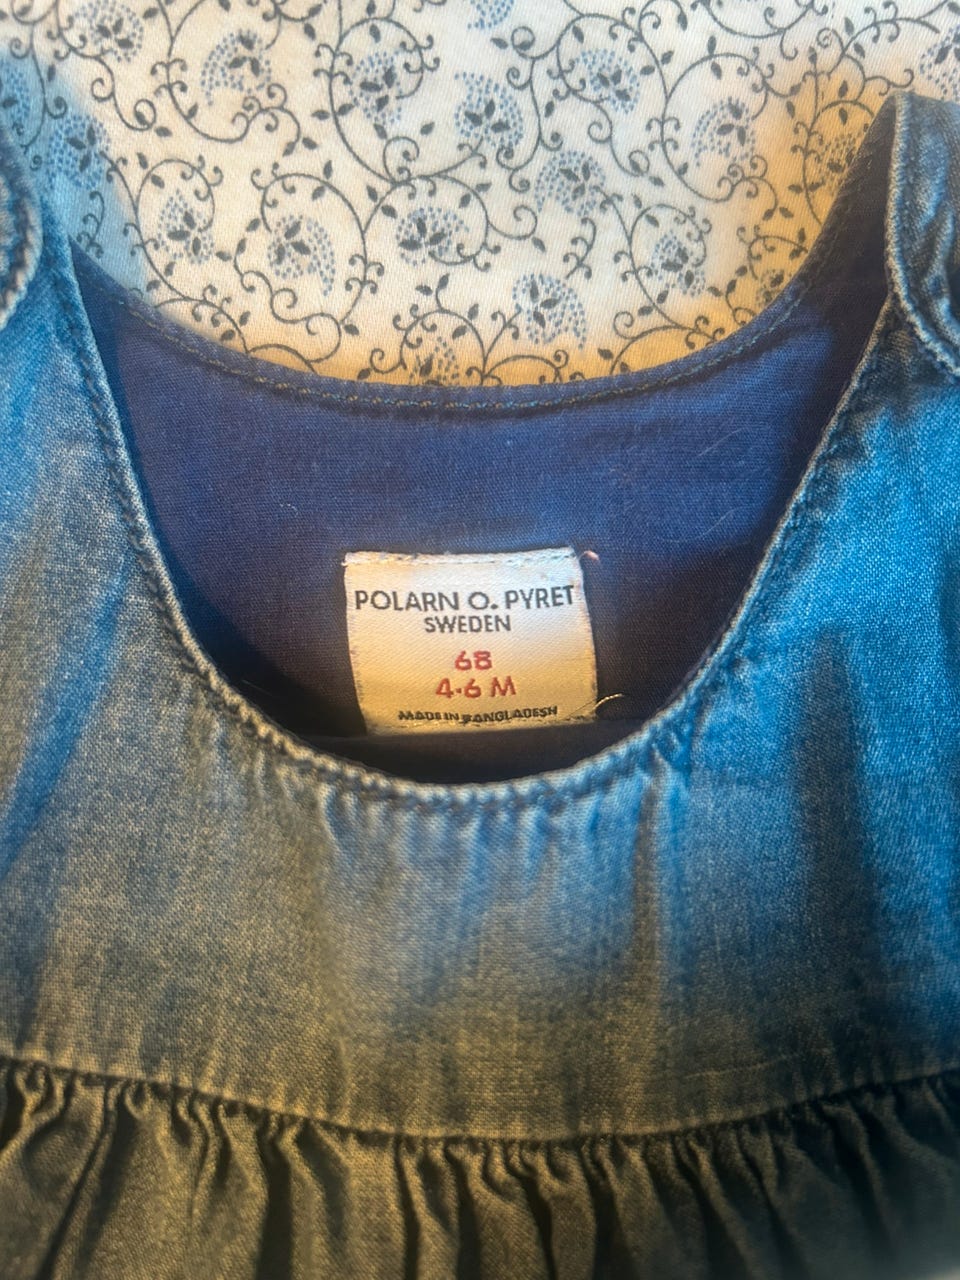 POLARN O. PYRET
SWEDEN
68
4-6 M
MADE IN BANGLADESH